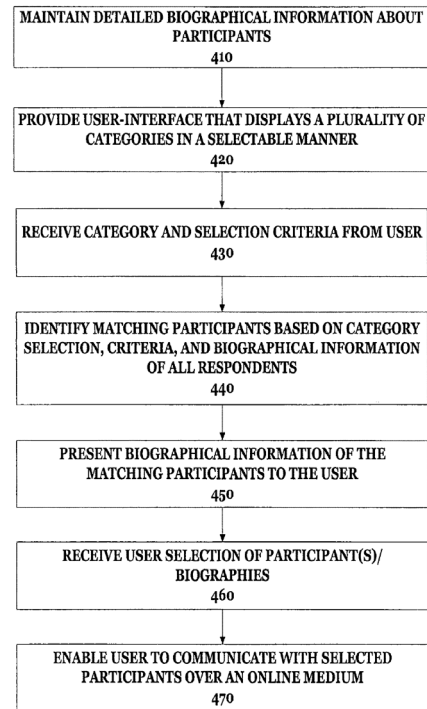 MAINTAIN DETAILED BIOGRAPHICAL INFORMATION ABOUT
PARTICIPANTS
410
PROVIDE USER-INTERFACE THAT DISPLAYS A PLURALITY OF
CATEGORIES IN A SELECTABLE MANNER
420
RECEIVE CATEGORY AND SELECTION CRITERIA FROM USER
430
IDENTIFY MATCHING PARTICIPANTS BASED ON CATEGORY
SELECTION, CRITERIA, AND BIOGRAPHICAL INFORMATION
OF ALL RESPONDENTS
440
PRESENT BIOGRAPHICAL INFORMATION OF THE
MATCHING PARTICIPANTS TO THE USER
450
RECEIVE USER SELECTION OF PARTICIPANT(S)/
BIOGRAPHIES
460
ENABLE USER TO COMMUNICATE WITH SELECTED
PARTICIPANTS OVER AN ONLINE MEDIUM
470